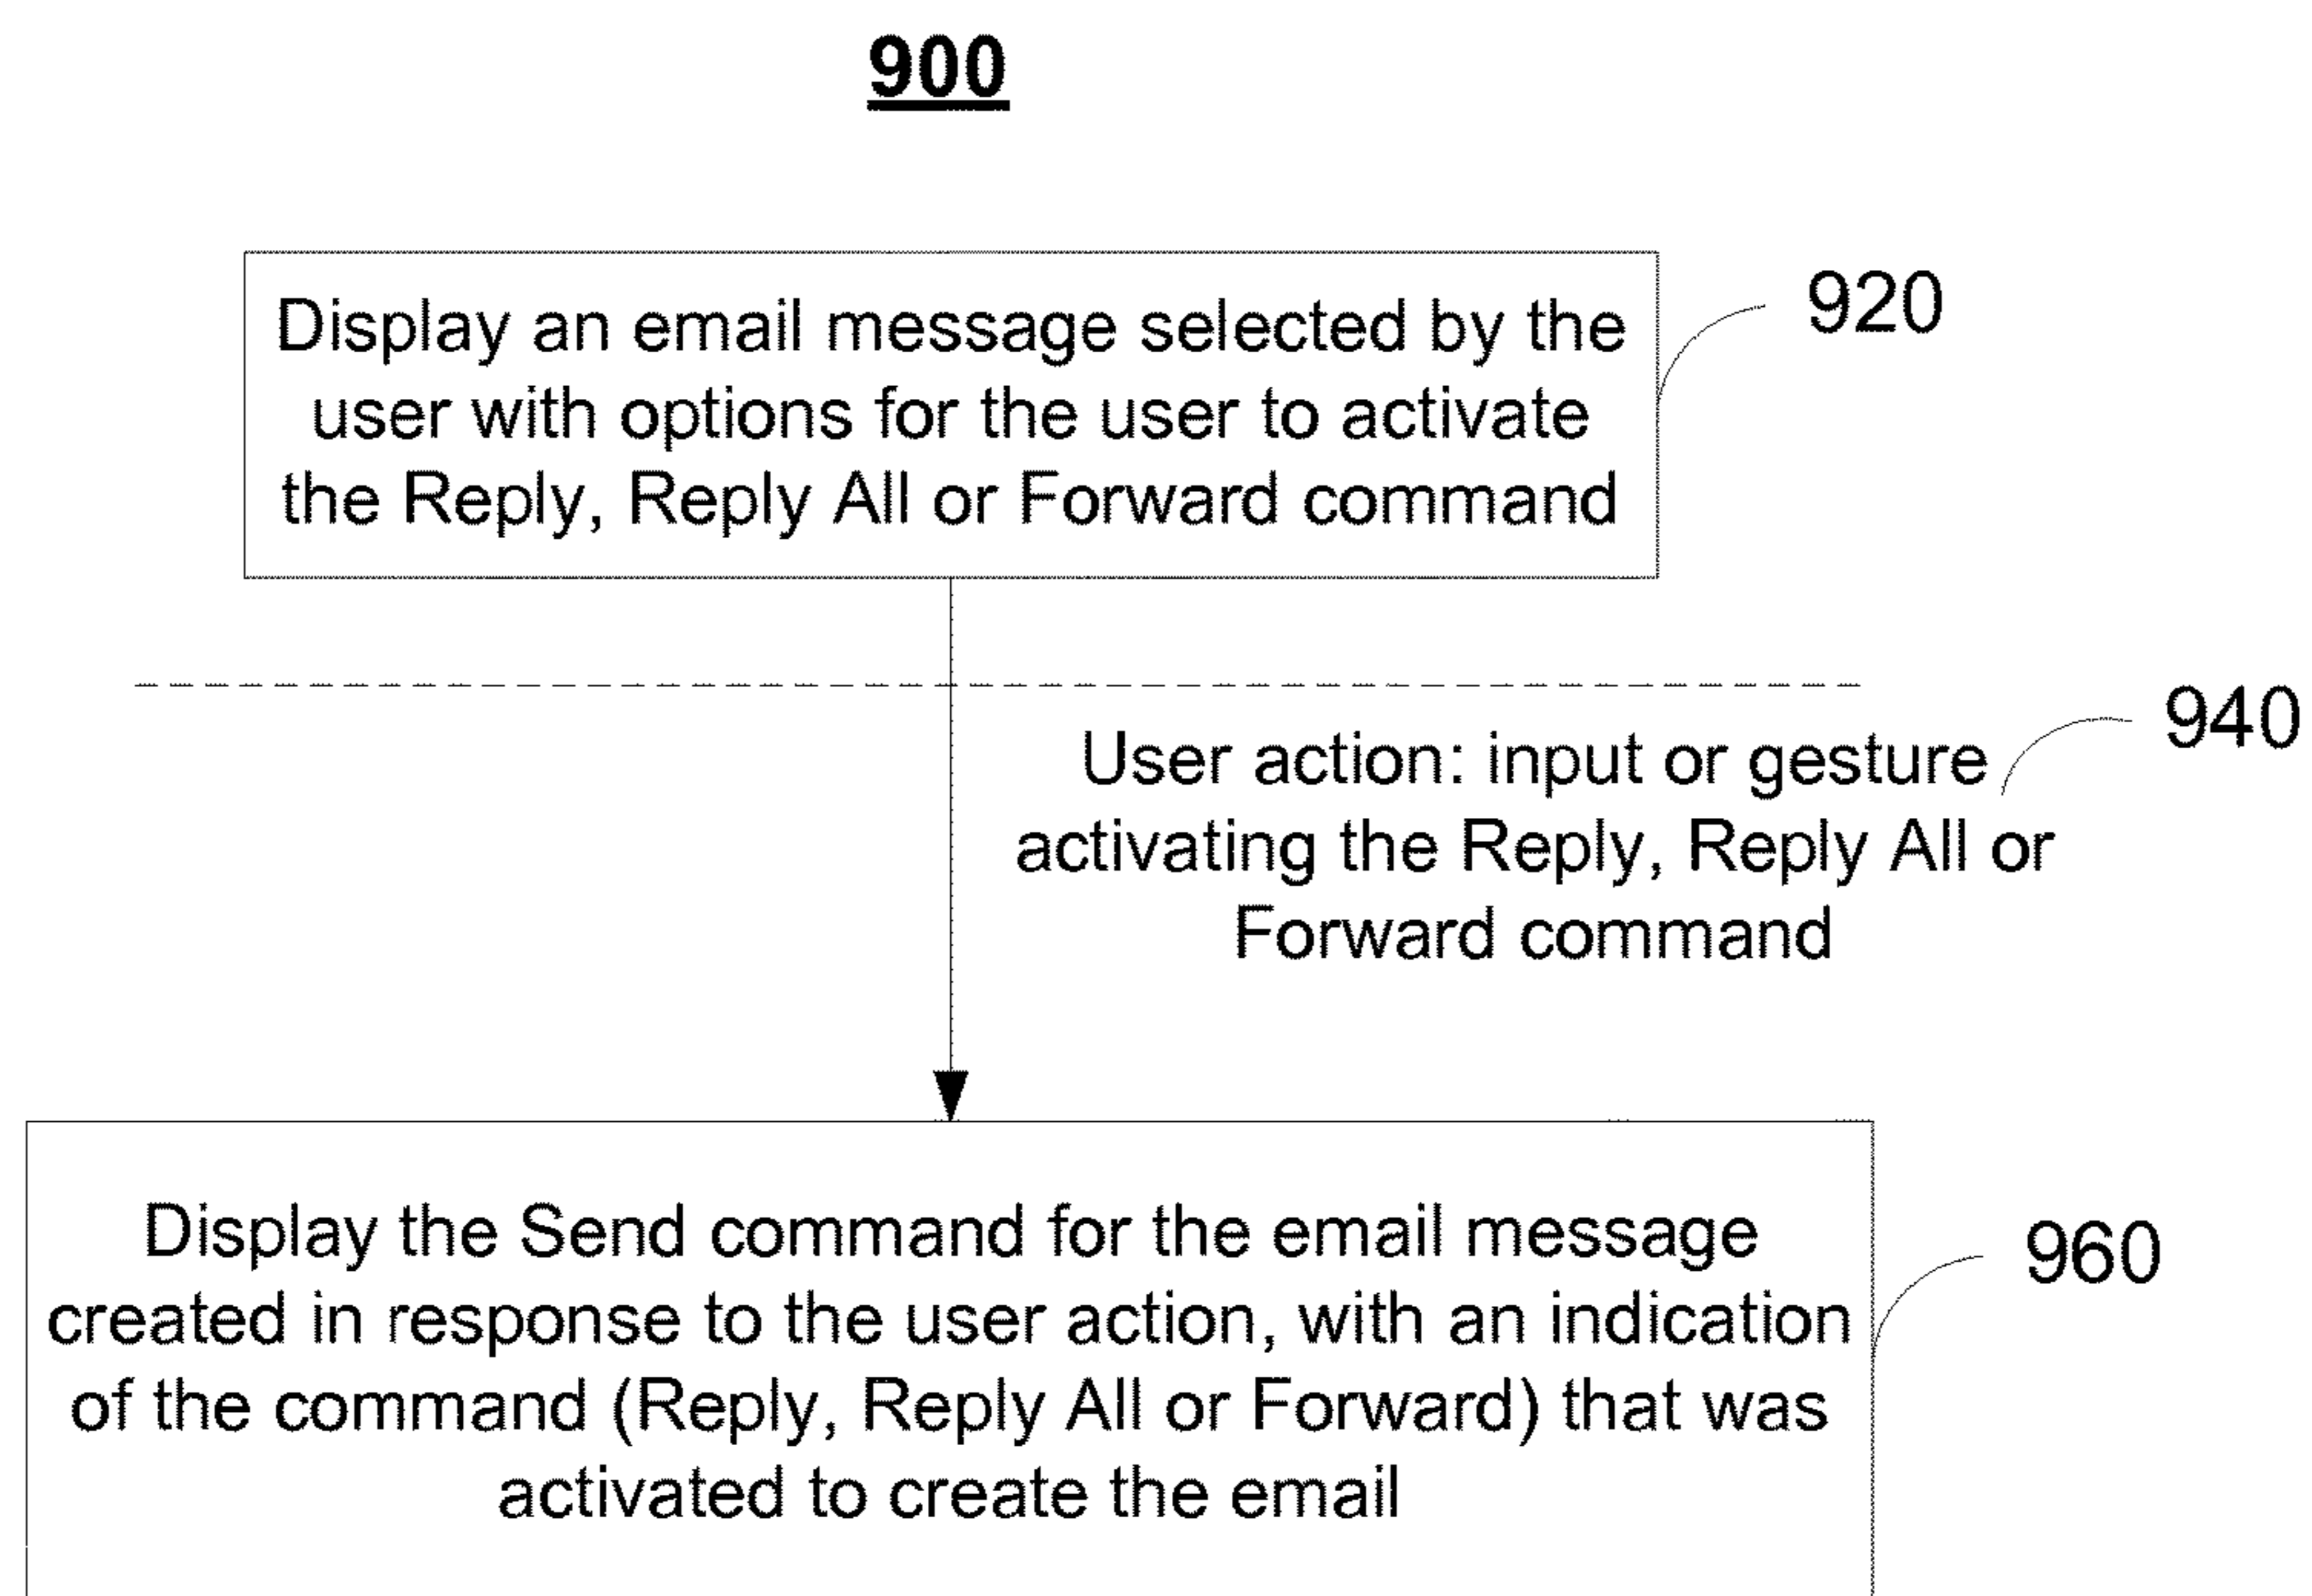 900
Display an email message selected by the
user with options for the user to activate
the Reply, Reply All or Forward command
920
940
User action: input or gesture
activating the Reply, Reply All or
Forward command
Display the Send command for the email message
created in response to the user action, with an indication
of the command (Reply, Reply All or Forward) that was
activated to create the email
960